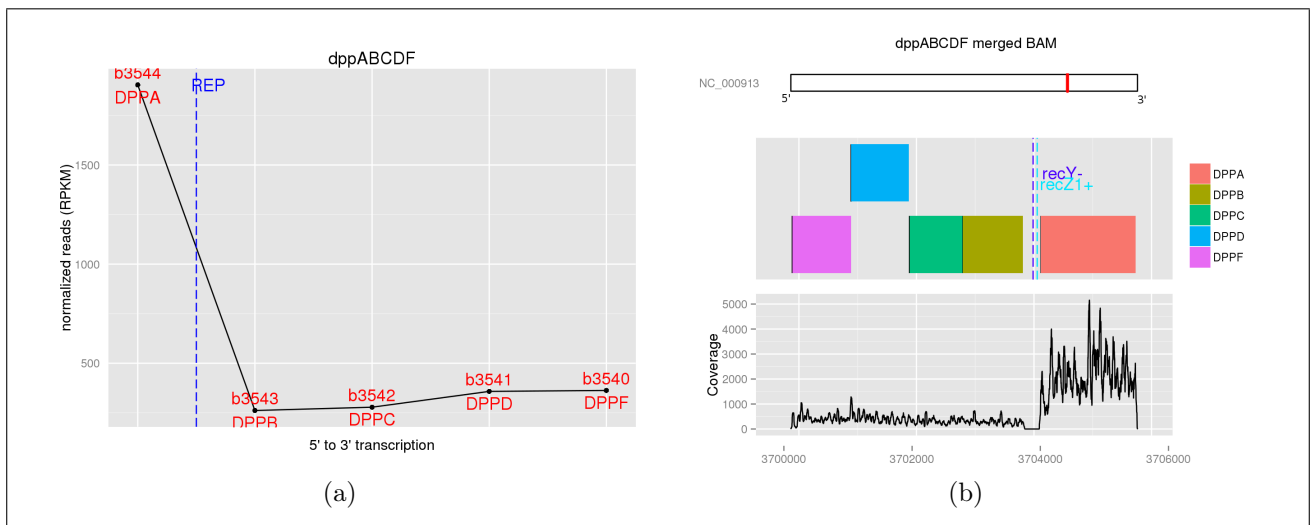 dppABCDF
b3544
DPPA
REP
1500
1000
500
normalized reads (RPKM)
b3543
DPPB
b3542
DPPC
b3541
DPPD
b3540
DPPF
5' to 3' transcription
(a)
dppABCDF merged BAM
NC_000913
5'
3'
recY-
recZ1+
DPPA
DPPB
DPPC
DPPD
DPPF
Coverage
5000
4000
3000
2000
1000
0
3700000
3702000
3704000
3706000
(b)